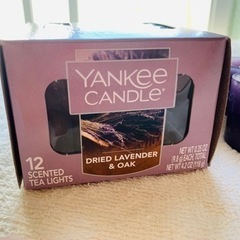 YANKEE
CANDLE
DRIED LAVENDER
& OAK
12
SCENTED
TEA LIGHTS
NET WT 0.35 OZ
(9.8 g) EACH, TOTAL
NET WT 4.2 OZ (118 g)